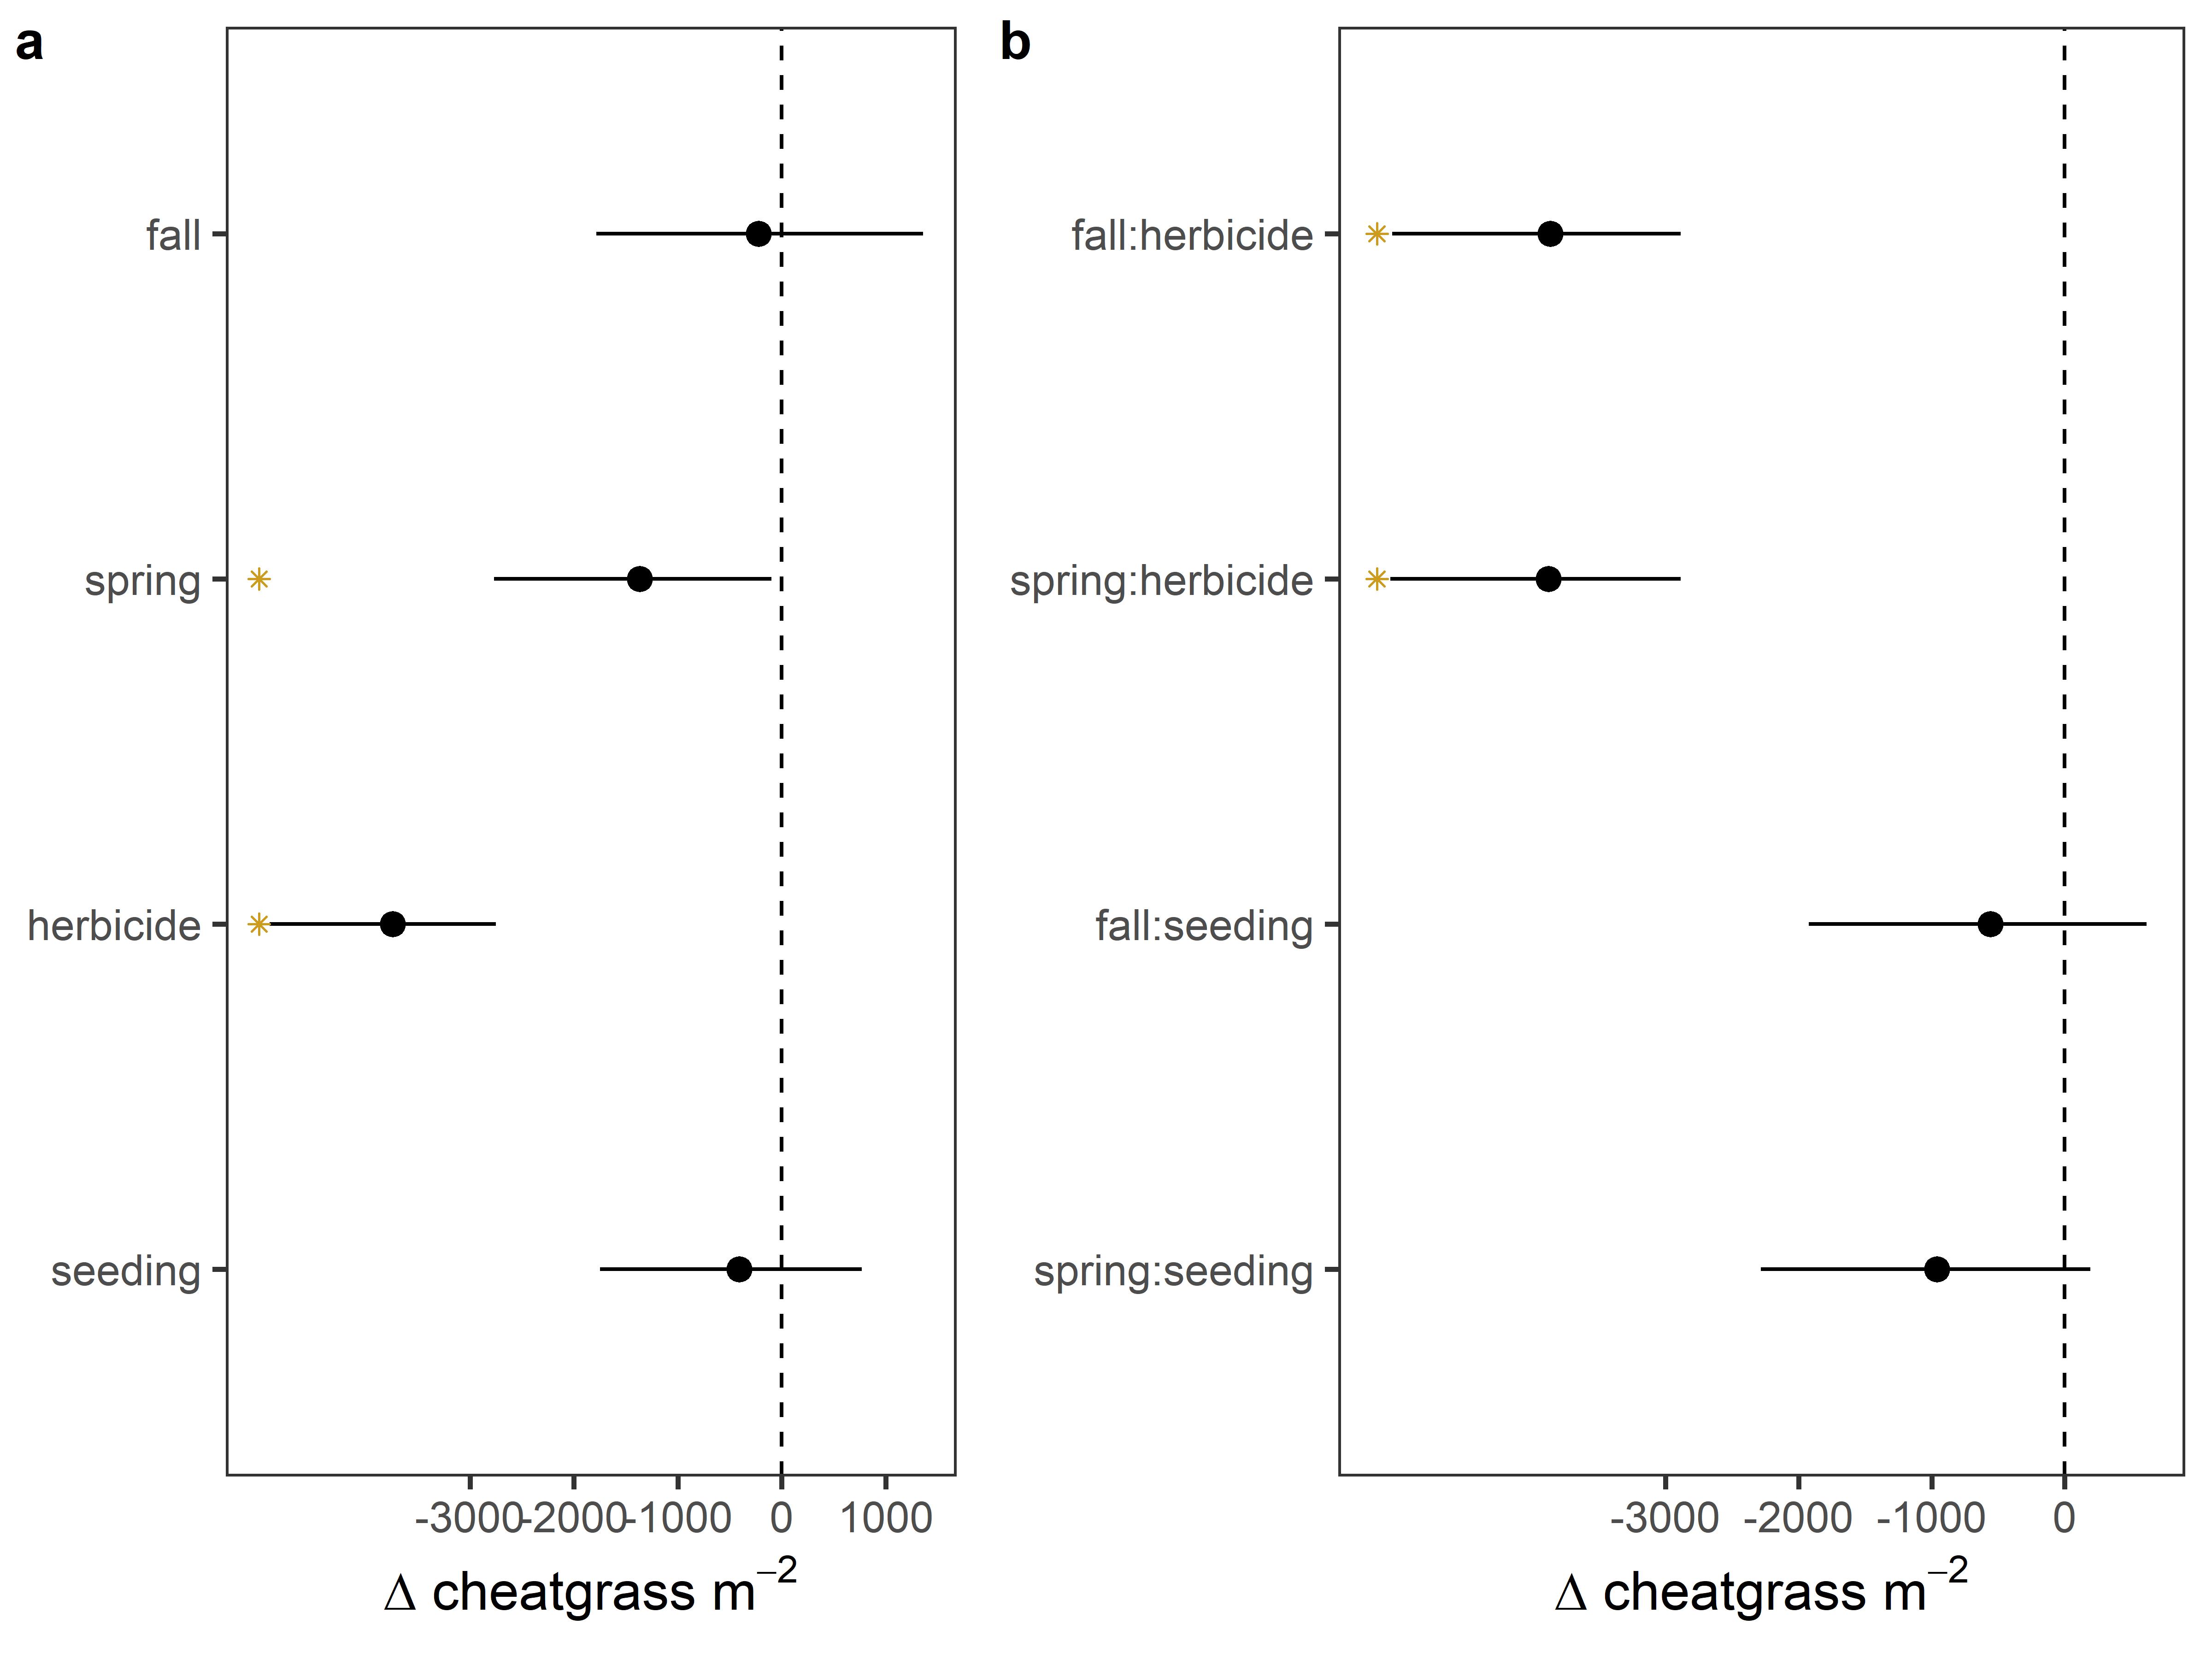 a
fall
spring
herbicide
seeding
-3000 -2000 -1000 0 1000
Δ cheatgrass m⁻²
b
fall:herbicide
spring:herbicide
fall:seeding
spring:seeding
-3000 -2000 -1000 0
Δ cheatgrass m⁻²